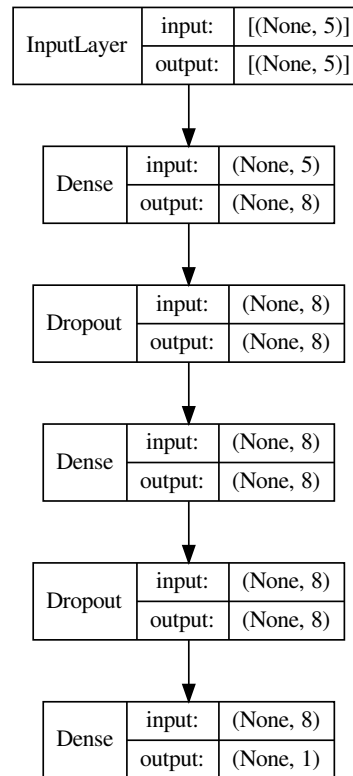 InputLayer
input: [(None, 5)]
output: [(None, 5)]
Dense
input: (None, 5)
output: (None, 8)
Dropout
input: (None, 8)
output: (None, 8)
Dense
input: (None, 8)
output: (None, 8)
Dropout
input: (None, 8)
output: (None, 8)
Dense
input: (None, 8)
output: (None, 1)